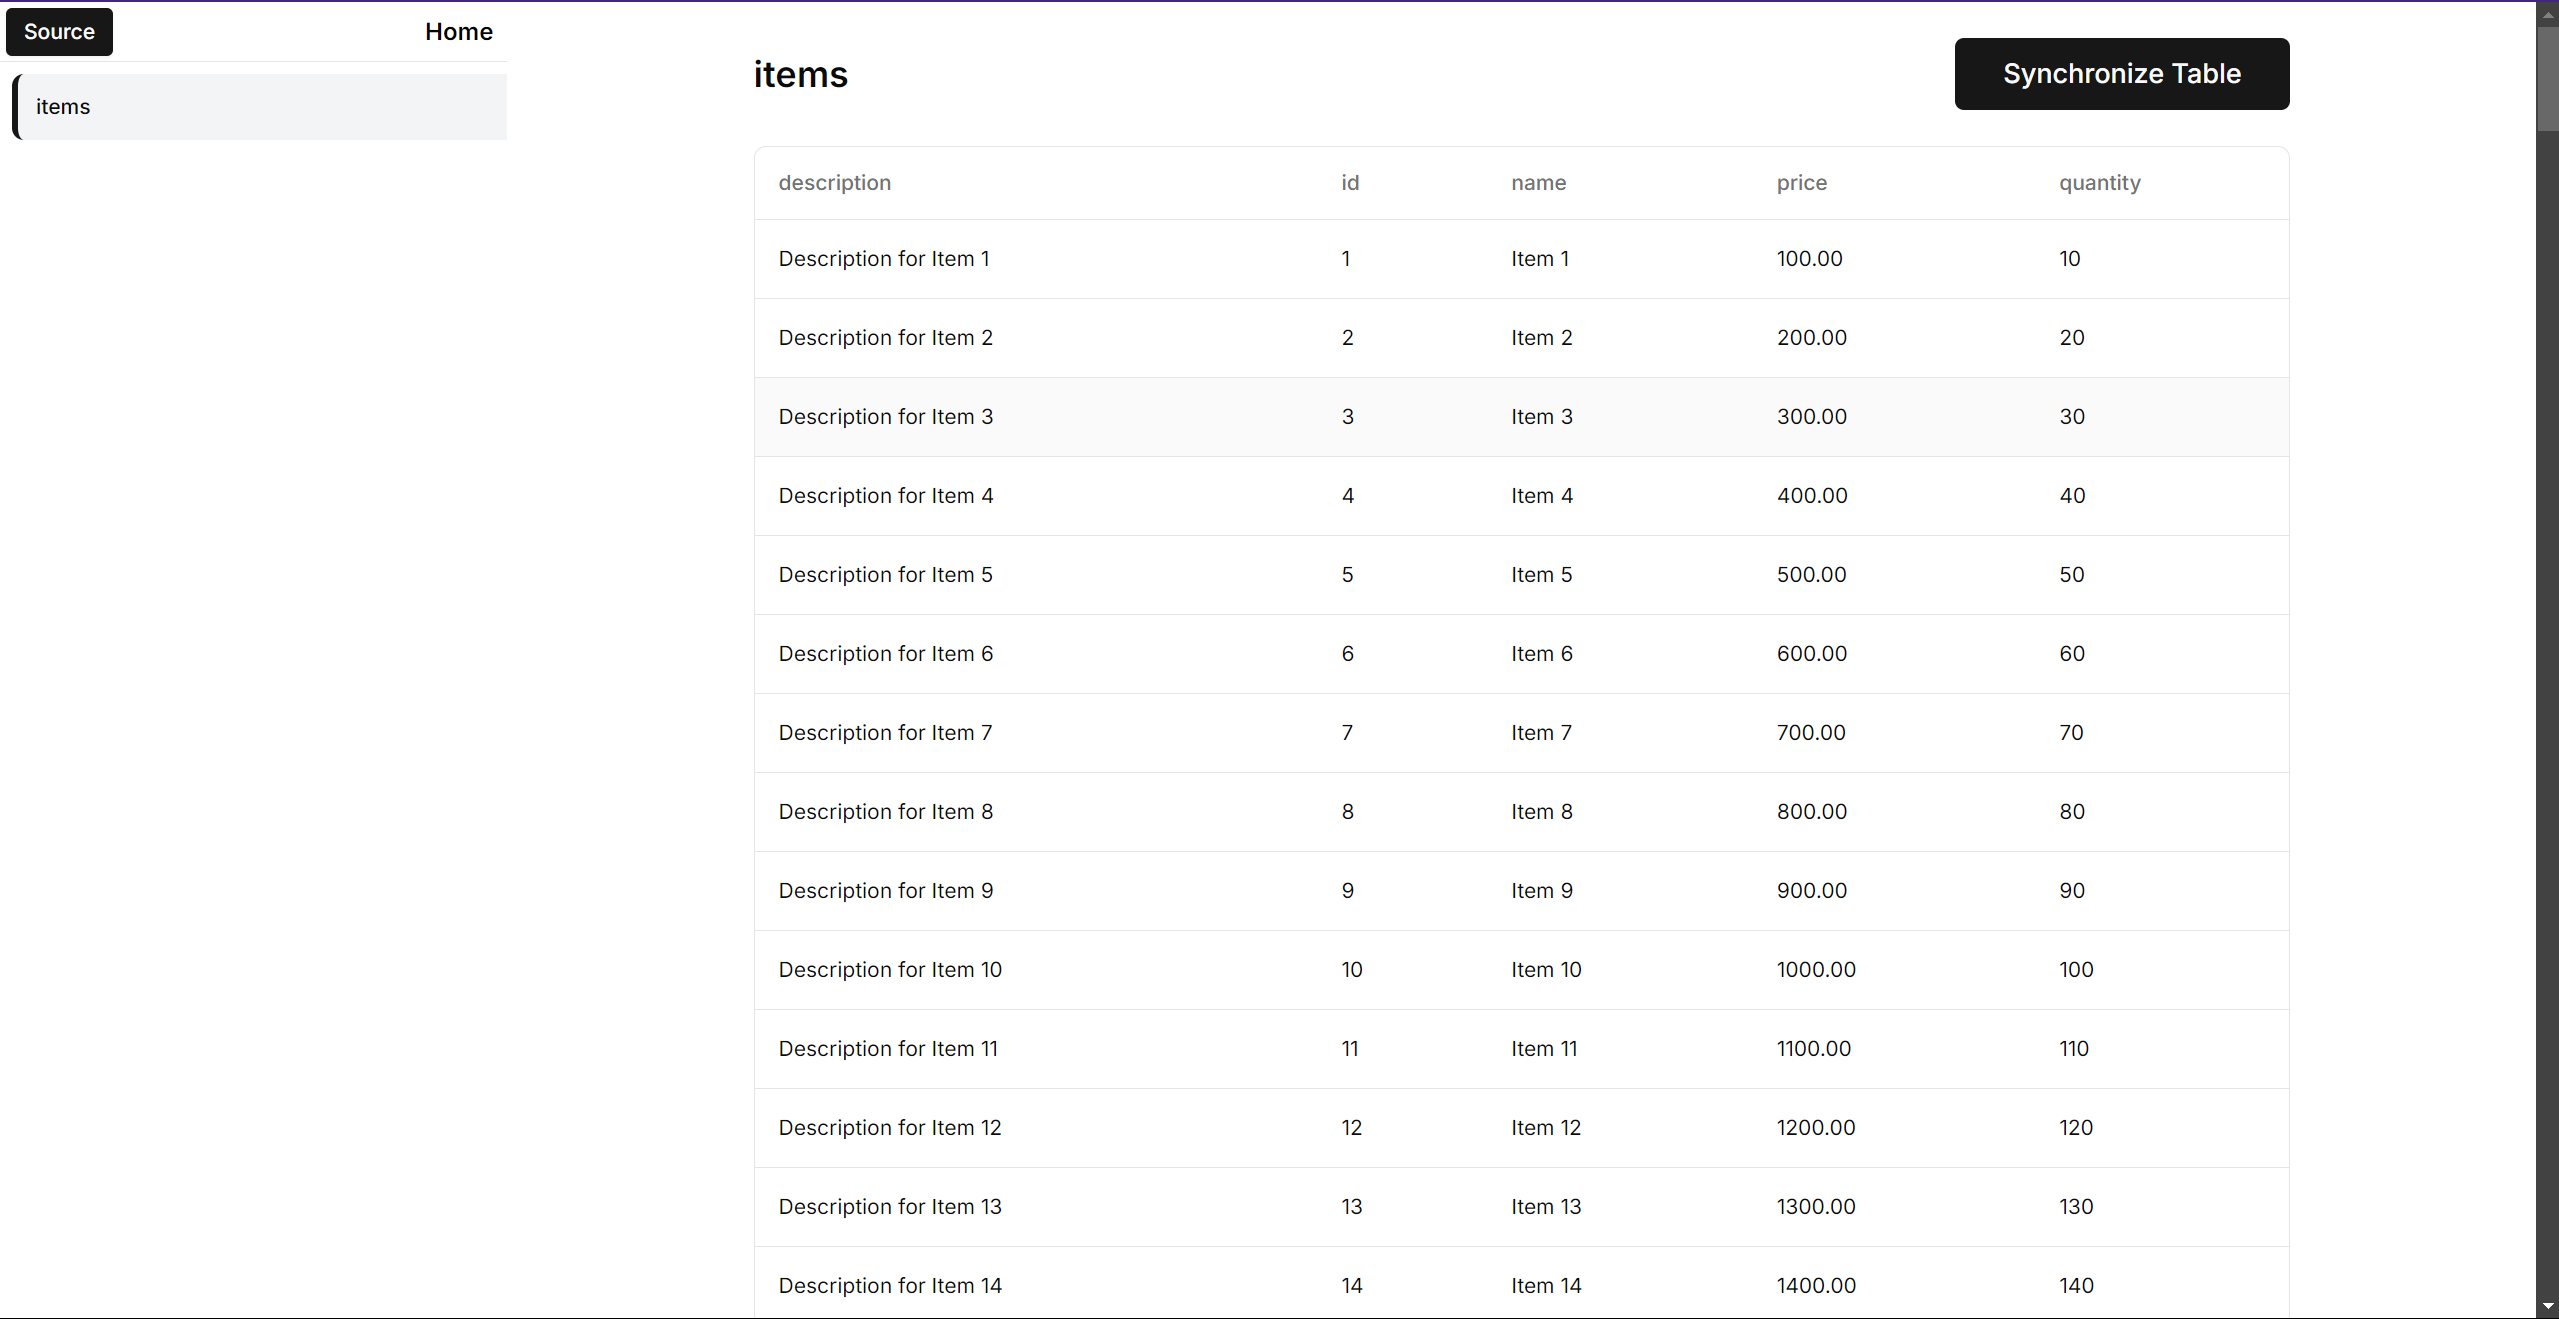 Source
Home
items
items
Synchronize Table
description id name price quantity
Description for Item 1 1 Item 1 100.00 10
Description for Item 2 2 Item 2 200.00 20
Description for Item 3 3 Item 3 300.00 30
Description for Item 4 4 Item 4 400.00 40
Description for Item 5 5 Item 5 500.00 50
Description for Item 6 6 Item 6 600.00 60
Description for Item 7 7 Item 7 700.00 70
Description for Item 8 8 Item 8 800.00 80
Description for Item 9 9 Item 9 900.00 90
Description for Item 10 10 Item 10 1000.00 100
Description for Item 11 11 Item 11 1100.00 110
Description for Item 12 12 Item 12 1200.00 120
Description for Item 13 13 Item 13 1300.00 130
Description for Item 14 14 Item 14 1400.00 140